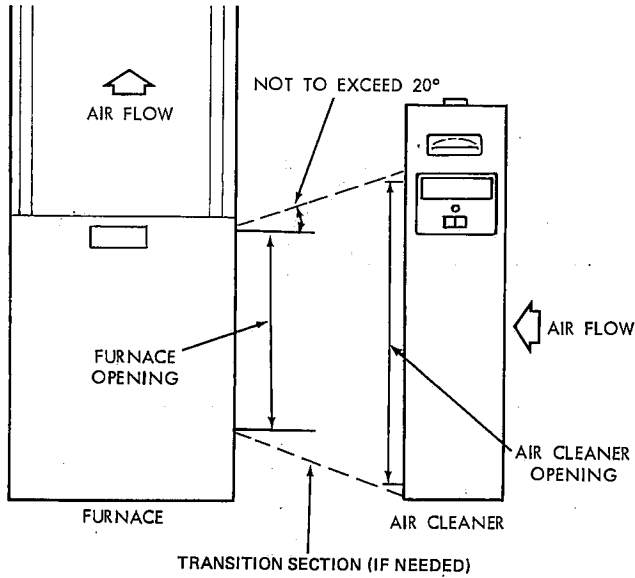 AIR FLOW
NOT TO EXCEED 20°
FURNACE
OPENING
AIR FLOW
AIR CLEANER
OPENING
FURNACE
AIR CLEANER
TRANSITION SECTION (IF NEEDED)